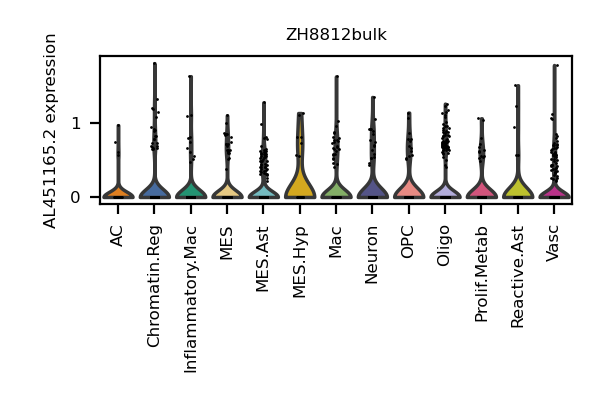 ZH8812bulk
AL451165.2 expression
1
0
AC
Chromatin.Reg
Inflammatory.Mac
MES
MES.Ast
MES.Hyp
Mac
Neuron
OPC
Oligo
Prolif.Metab
Reactive.Ast
Vasc